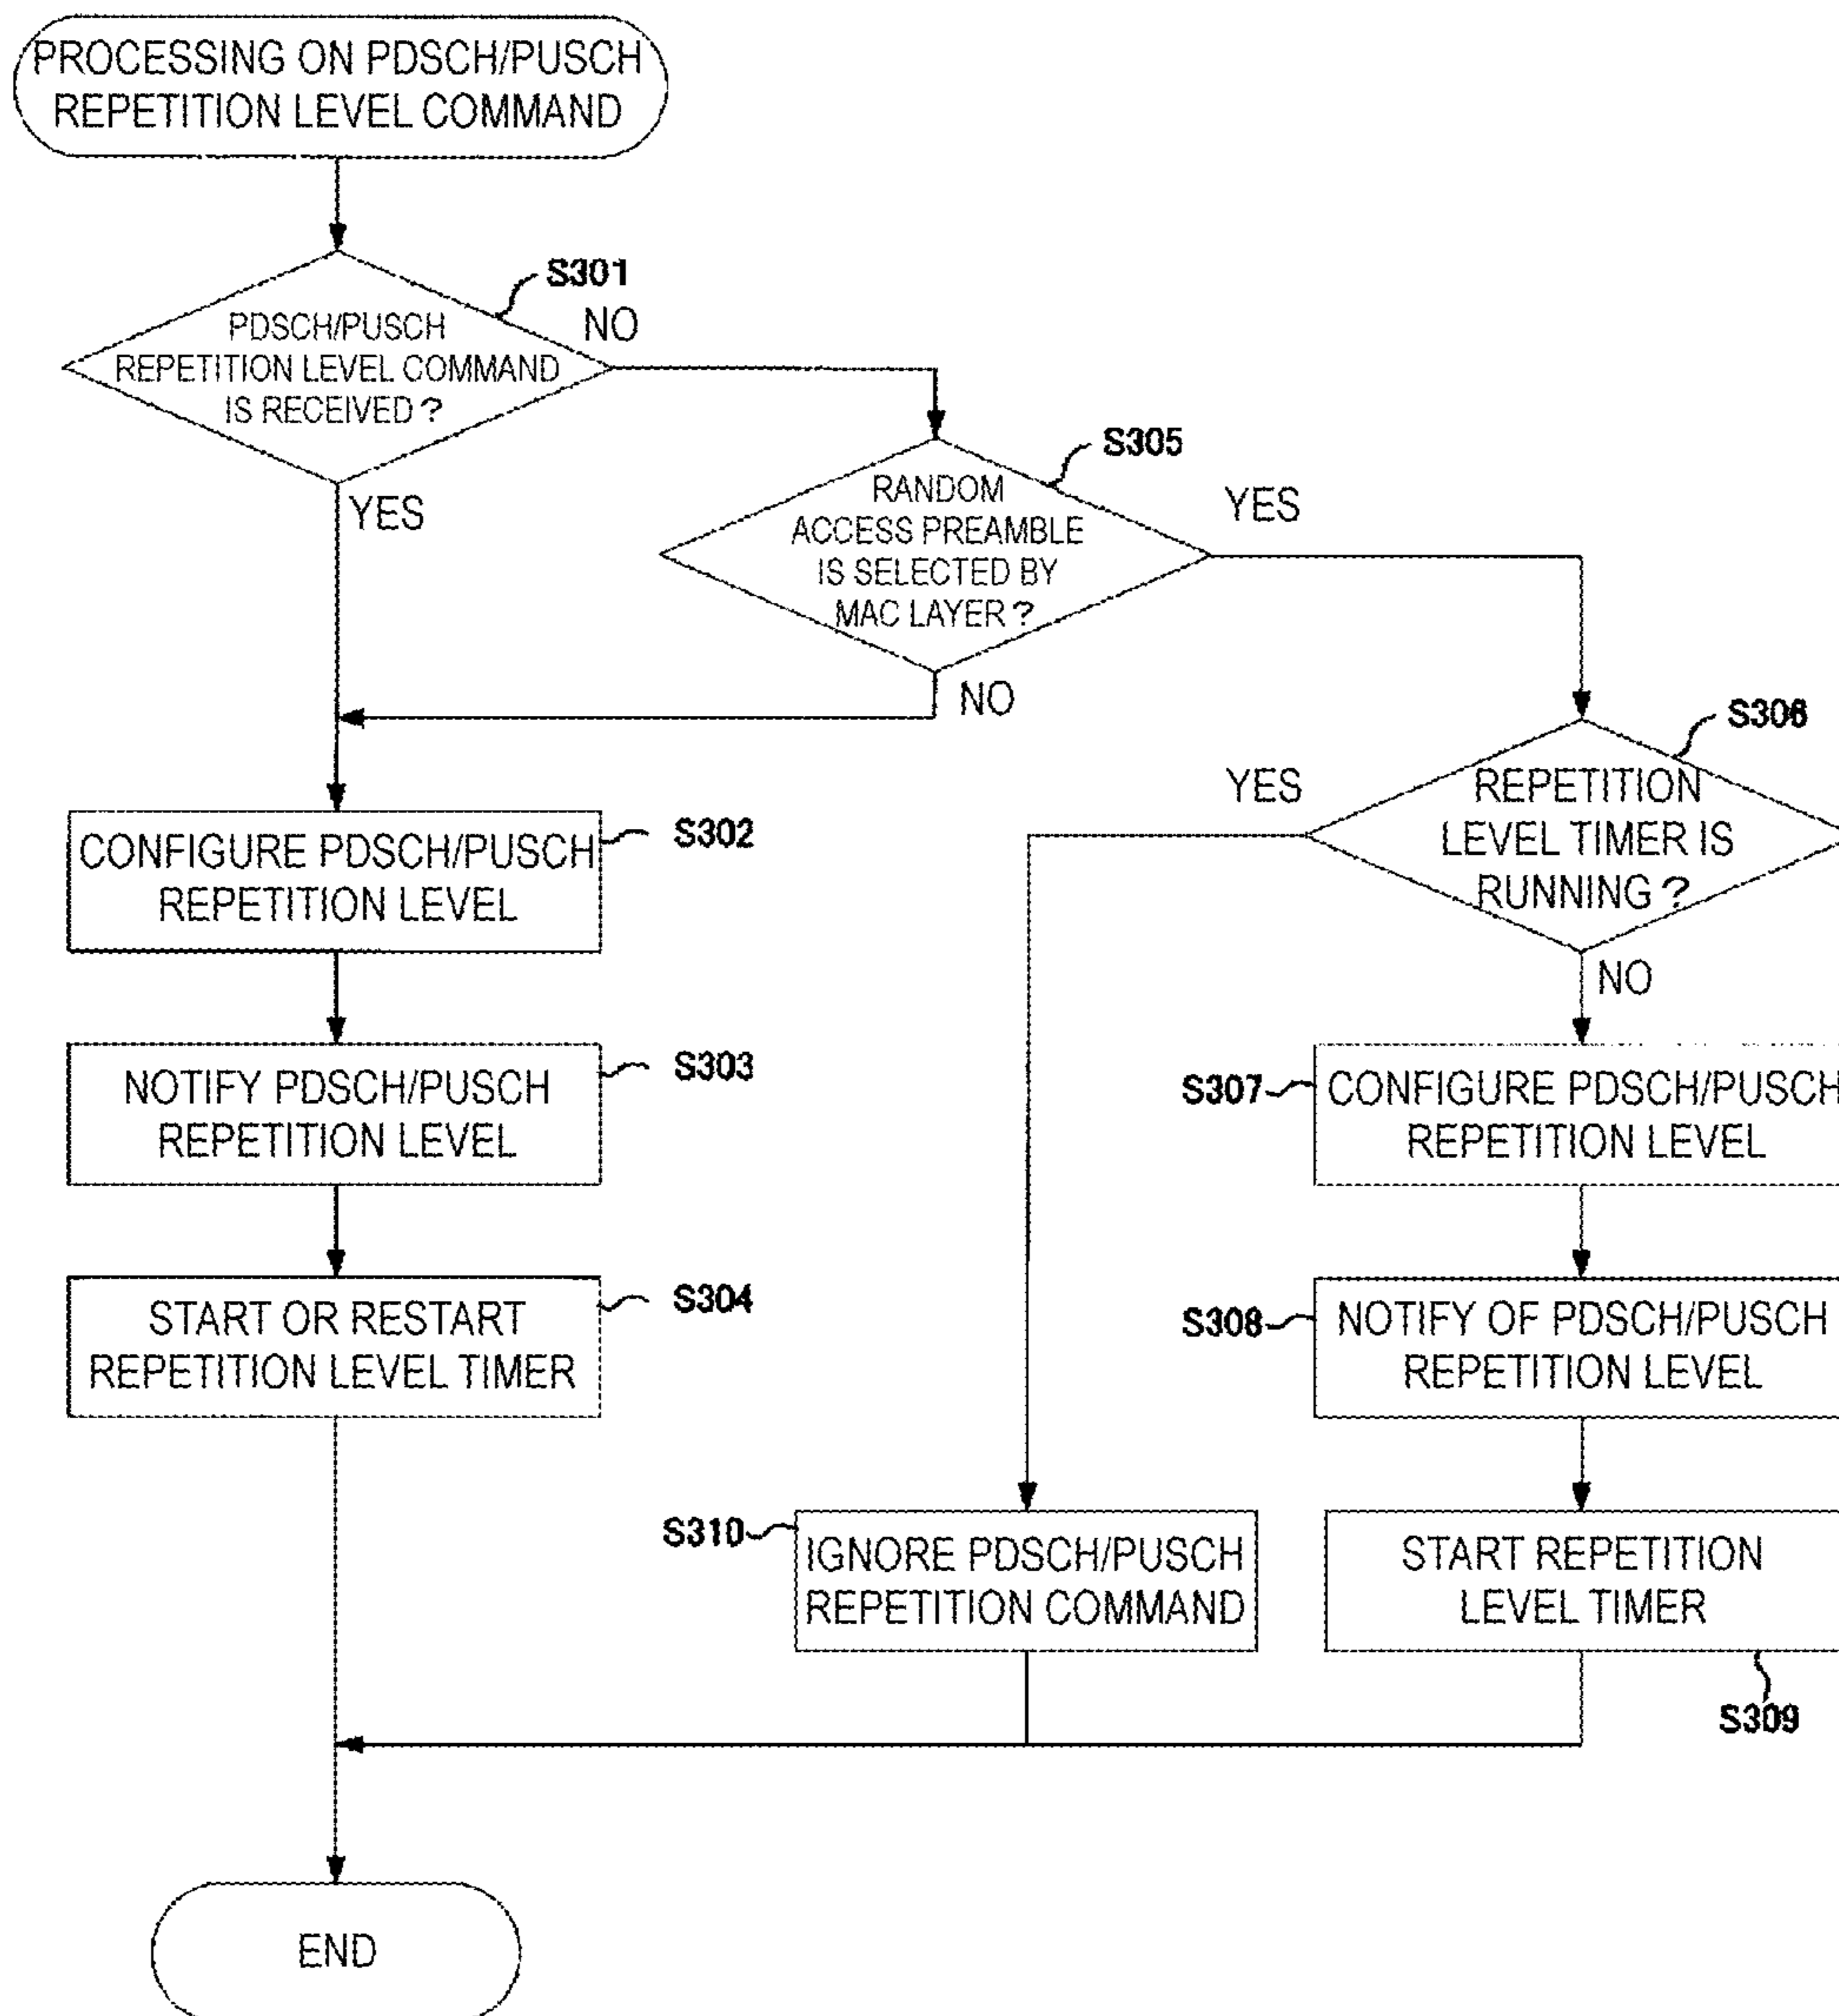 PROCESSING ON PDSCH/PUSCH
REPETITION LEVEL COMMAND
S301
NO
PDSCH/PUSCH
REPETITION LEVEL COMMAND
IS RECEIVED ?
YES
S305
RANDOM
ACCESS PREAMBLE
IS SELECTED BY
MAC LAYER ?
YES
NO
S306
YES
REPETITION
LEVEL TIMER IS
RUNNING ?
NO
S302
CONFIGURE PDSCH/PUSCH
REPETITION LEVEL
S303
NOTIFY PDSCH/PUSCH
REPETITION LEVEL
S304
START OR RESTART
REPETITION LEVEL TIMER
S307
CONFIGURE PDSCH/PUSCH
REPETITION LEVEL
S308
NOTIFY OF PDSCH/PUSCH
REPETITION LEVEL
S310
IGNORE PDSCH/PUSCH
REPETITION COMMAND
START REPETITION
LEVEL TIMER
S309
END